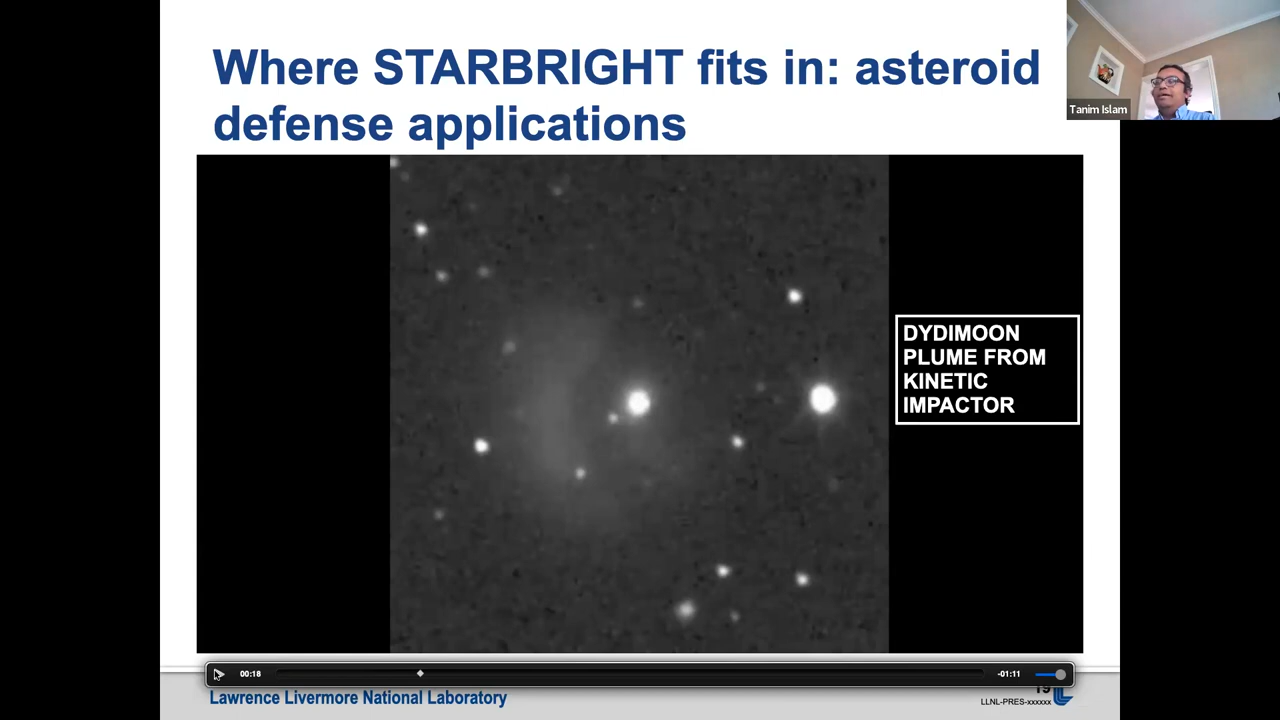 Where STARBRIGHT fits in: asteroid
defense applications
Tanim Islam
DYDIMOON
PLUME FROM
KINETIC
IMPACTOR
00:18
-01:11
19
Lawrence Livermore National Laboratory
LLNL-PRES-xxxxxx